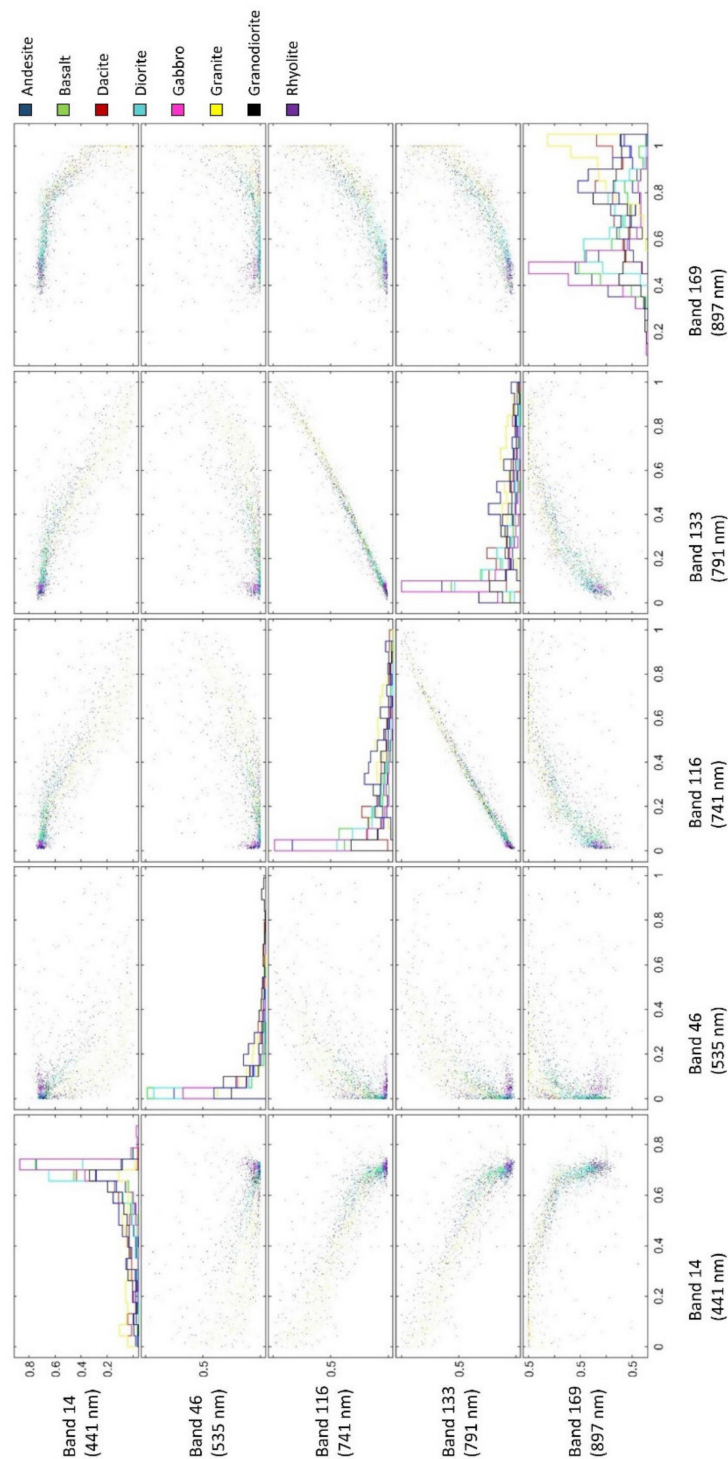 Andesite
Basalt
Dacite
Diorite
Gabbro
Granite
Granodiorite
Rhyolite
Band 14
(441 nm)
0.8
0.6
0.4
0.2
Band 46
(535 nm)
0.5
Band 116
(741 nm)
0.5
Band 133
(791 nm)
0.5
Band 169
(897 nm)
0.5
0.5
0.5
0 0.2 0.4 0.6 0.8
0 0.2 0.4 0.6 0.8 1
0 0.2 0.4 0.6 0.8 1
0 0.2 0.4 0.6 0.8 1
0.2 0.4 0.6 0.8 1
Band 14
(441 nm)
Band 46
(535 nm)
Band 116
(741 nm)
Band 133
(791 nm)
Band 169
(897 nm)